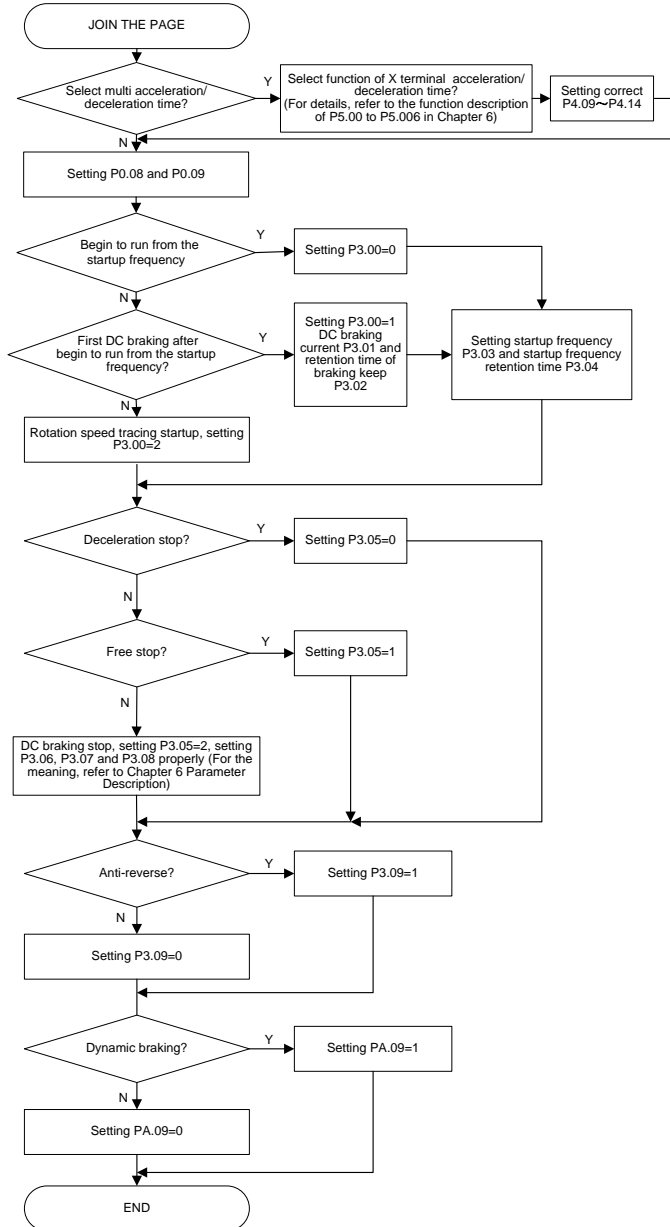 JOIN THE PAGE
Select multi acceleration/
deceleration time?
Y
Select function of X terminal acceleration/
deceleration time?
(For details, refer to the function description
of P5.00 to P5.006 in Chapter 6)
Setting correct
P4.09～P4.14
N
Setting P0.08 and P0.09
Begin to run from the
startup frequency
Y
Setting P3.00=0
N
First DC braking after
begin to run from the startup
frequency?
Y
Setting P3.00=1
DC braking
current P3.01 and
retention time of
braking keep
P3.02
Setting startup frequency
P3.03 and startup frequency
retention time P3.04
N
Rotation speed tracing startup, setting
P3.00=2
Deceleration stop?
Y
Setting P3.05=0
N
Free stop?
Y
Setting P3.05=1
N
DC braking stop, setting P3.05=2, setting
P3.06, P3.07 and P3.08 properly (For the
meaning, refer to Chapter 6 Parameter
Description)
Anti-reverse?
Y
Setting P3.09=1
N
Setting P3.09=0
Dynamic braking?
Y
Setting PA.09=1
N
Setting PA.09=0
END